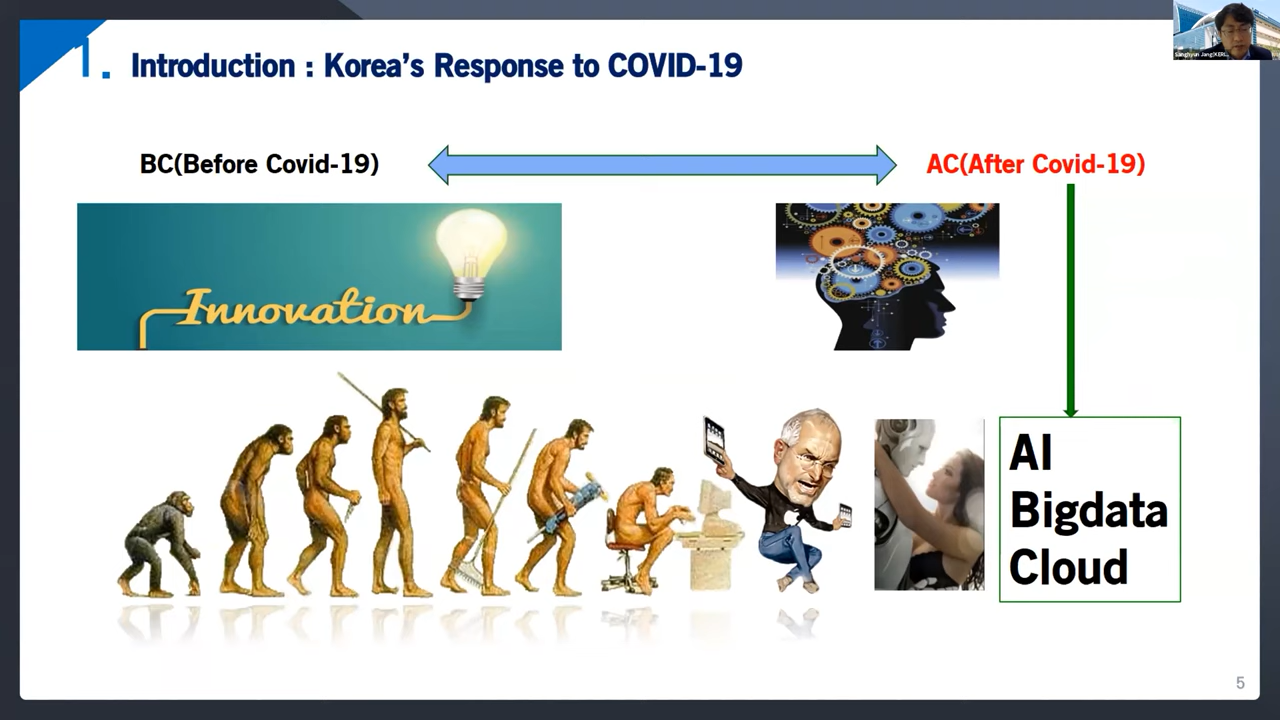 1. Introduction : Korea's Response to COVID-19
BC(Before Covid-19)
AC(After Covid-19)
Innovation
AI
Bigdata
Cloud
5